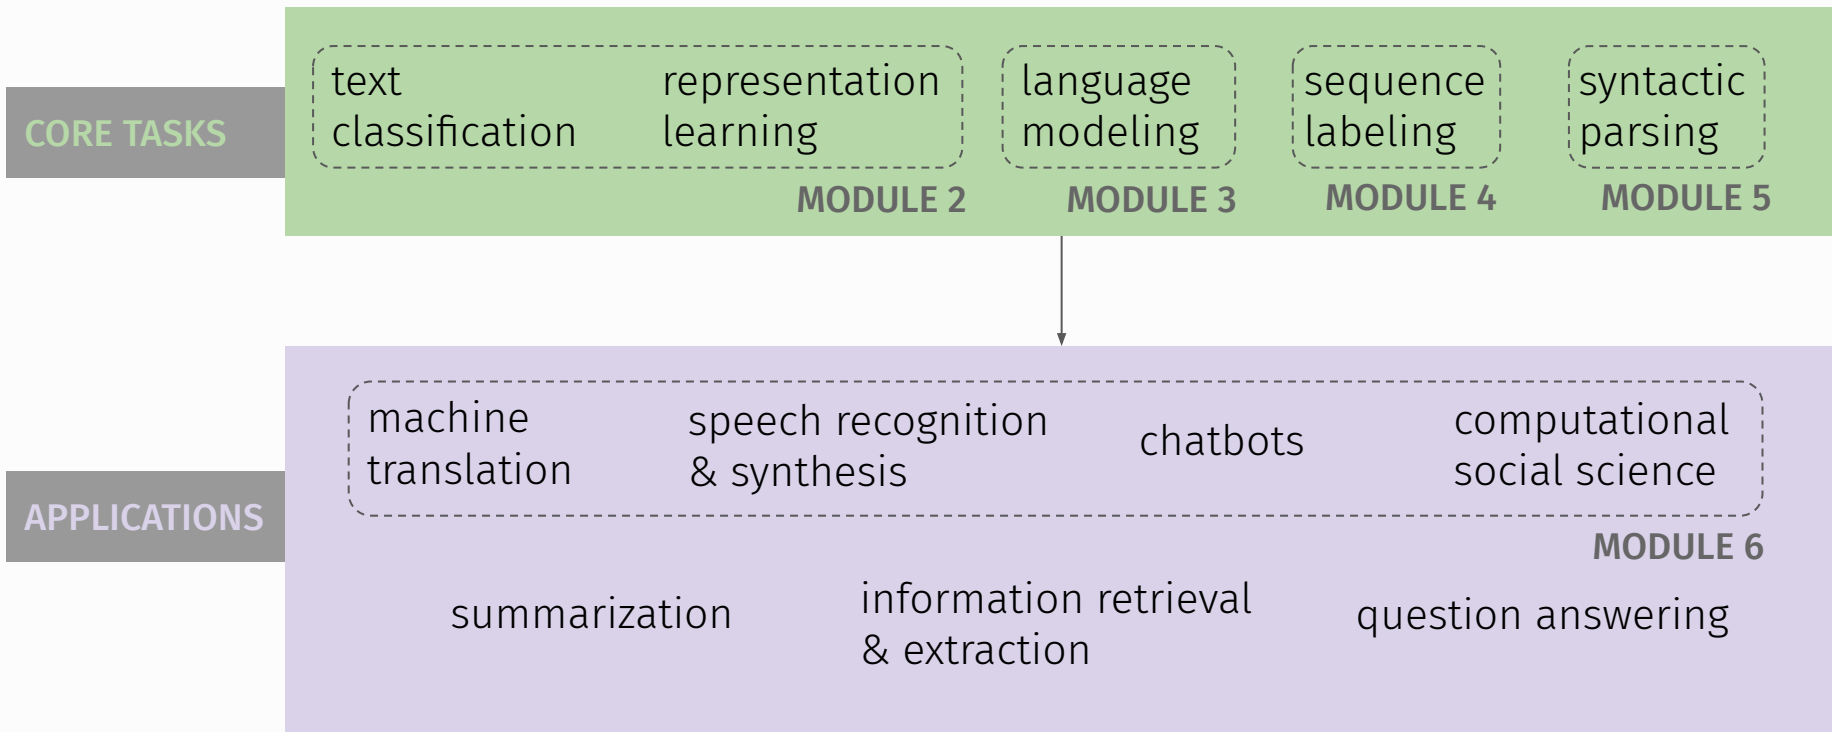 CORE TASKS
text
classification
representation
learning
MODULE 2
language
modeling
MODULE 3
sequence
labeling
MODULE 4
syntactic
parsing
MODULE 5
APPLICATIONS
machine
translation
speech recognition
& synthesis
chatbots
computational
social science
MODULE 6
summarization
information retrieval
& extraction
question answering